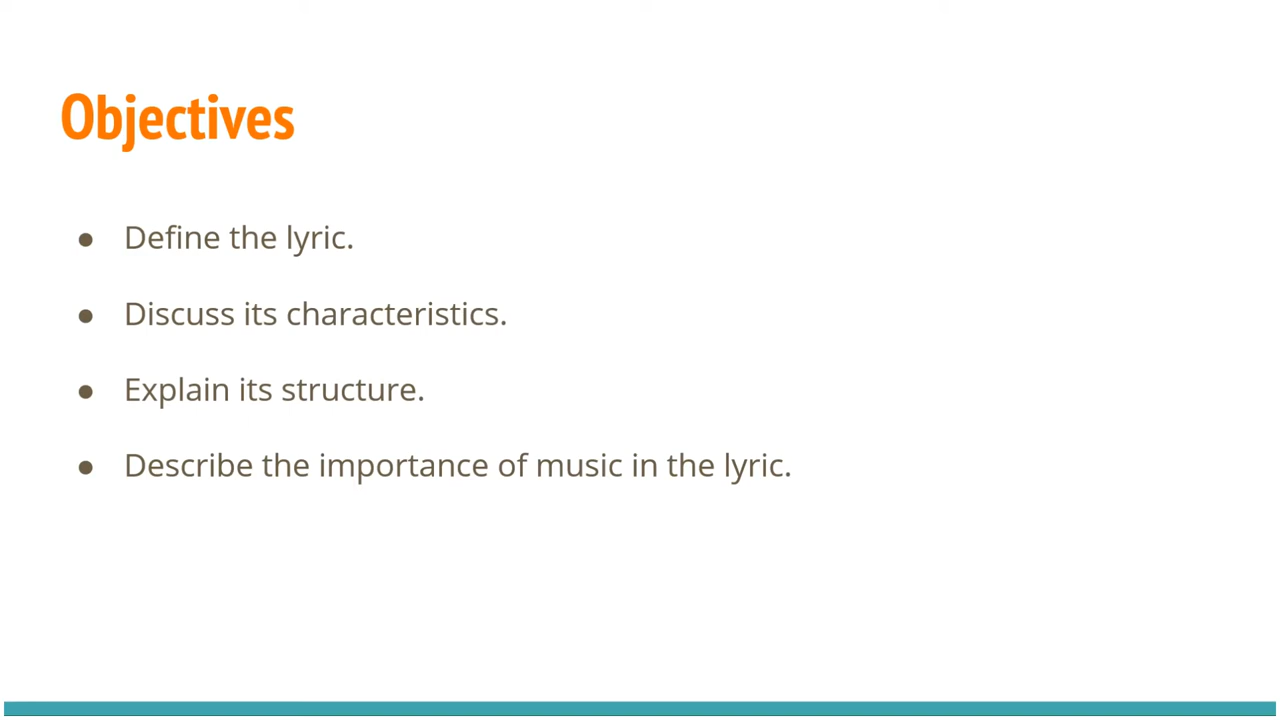 Objectives
● Define the lyric.
● Discuss its characteristics.
● Explain its structure.
● Describe the importance of music in the lyric.